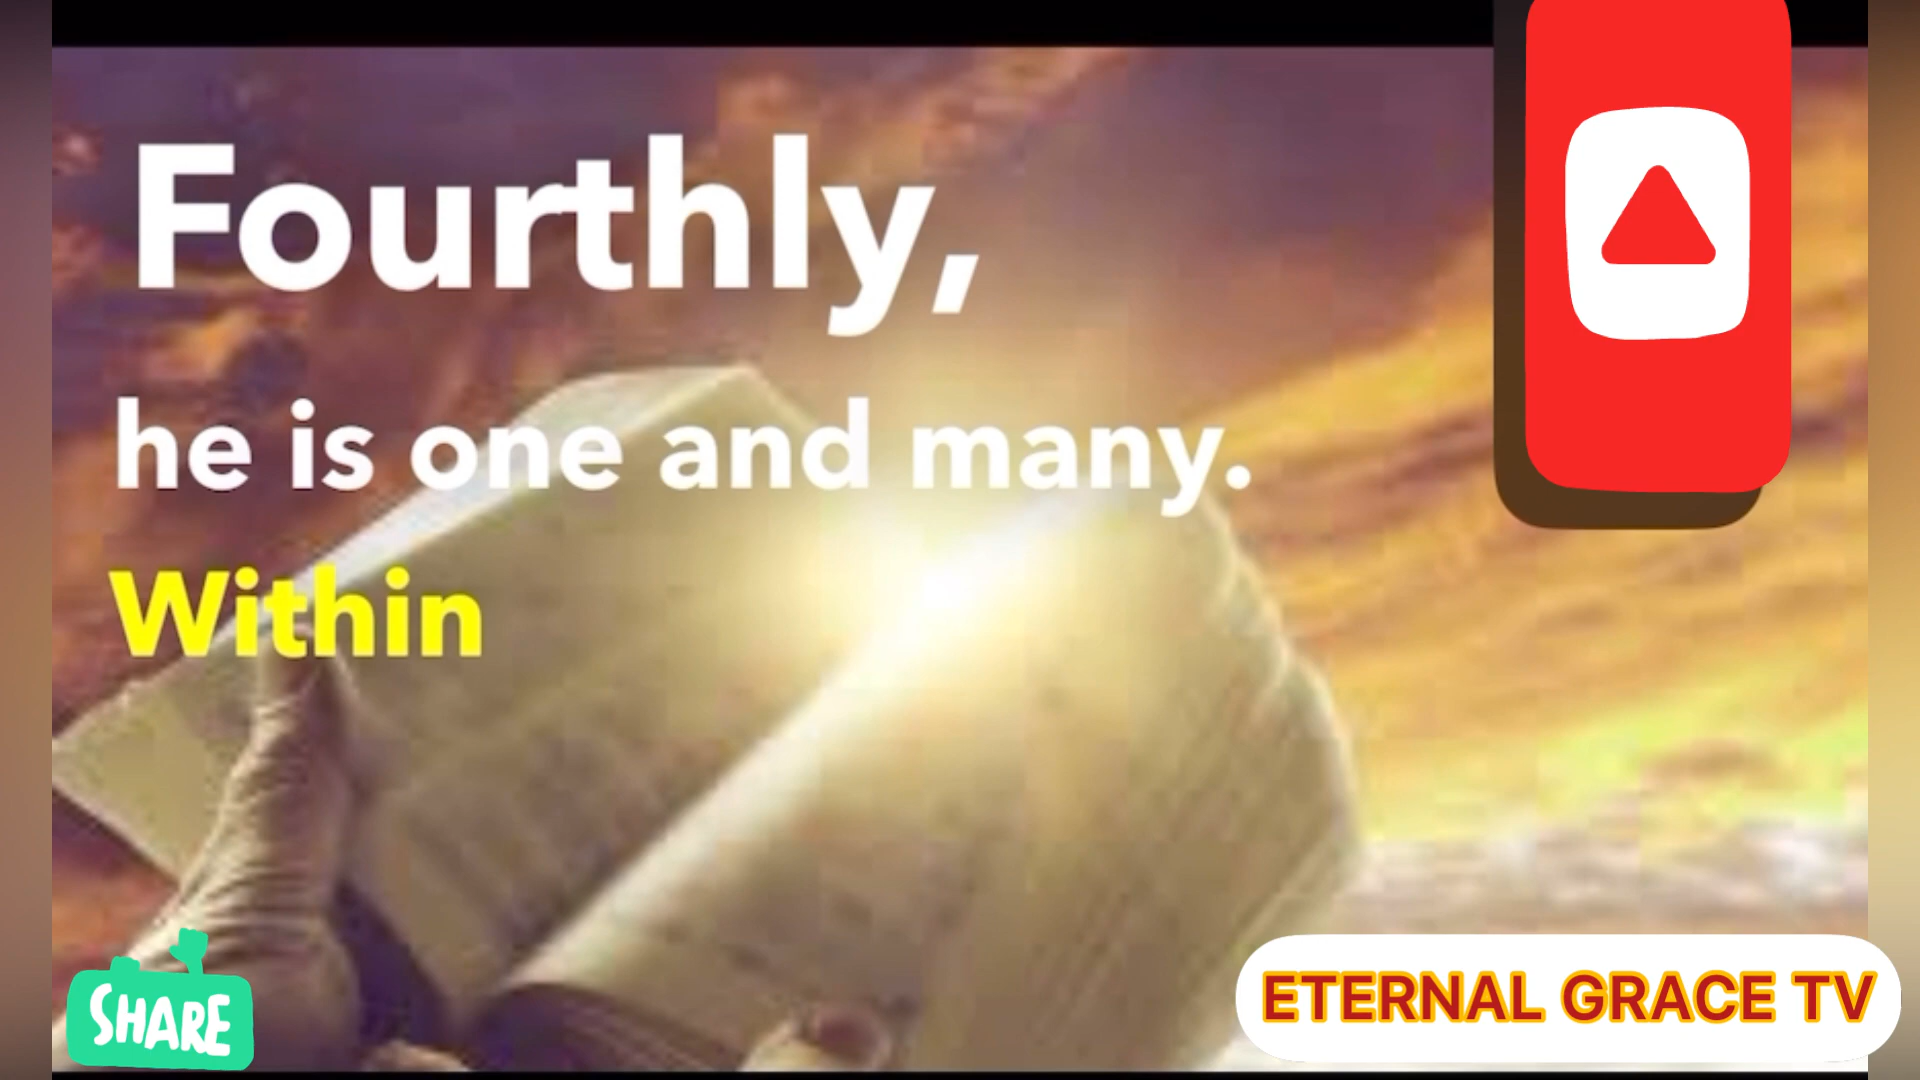 Fourthly,
he is one and many.
Within
SHARE
ETERNAL GRACE TV